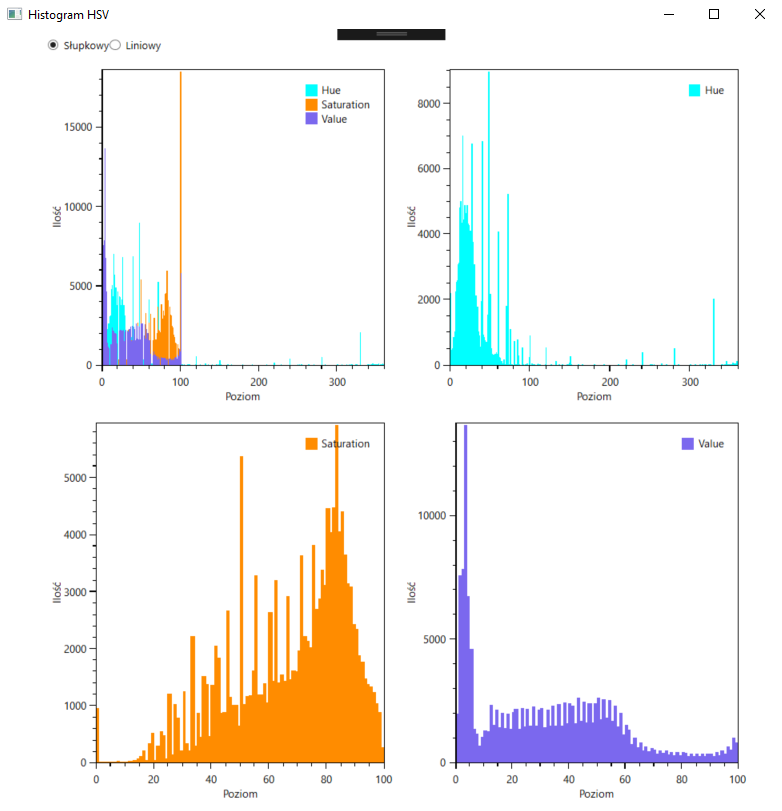 Histogram HSV
Słupkowy Liniowy
Hue
Saturation
Value
15000
10000
5000
0
0 100 200 300
Ilość
Poziom
Hue
8000
6000
4000
2000
0
0 100 200 300
Ilość
Poziom
Saturation
5000
4000
3000
2000
1000
0
0 20 40 60 80 100
Ilość
Poziom
Value
10000
5000
0
0 20 40 60 80 100
Ilość
Poziom